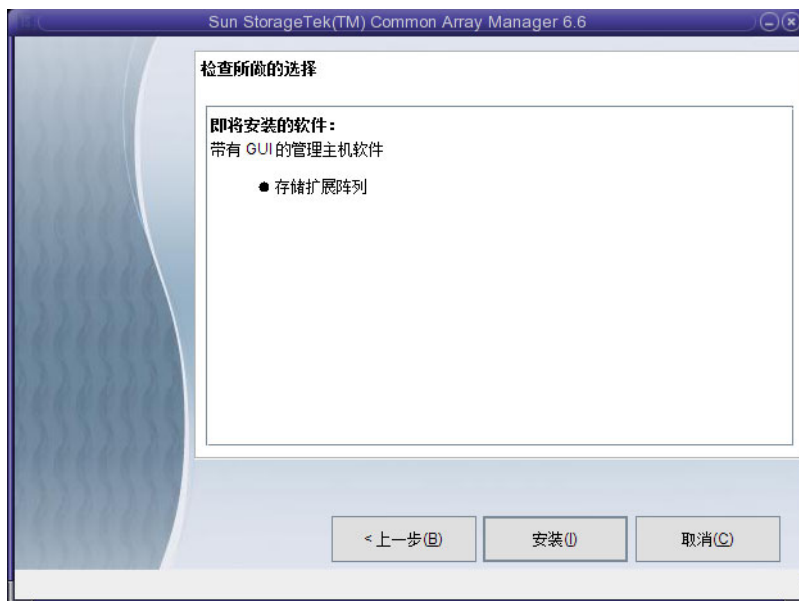 Sun StorageTek(TM) Common Array Manager 6.6
检查所做的选择
即将安装的软件：
带有 GUI 的管理主机软件
● 存储扩展阵列
< 上一步(B)
安装(I)
取消(C)